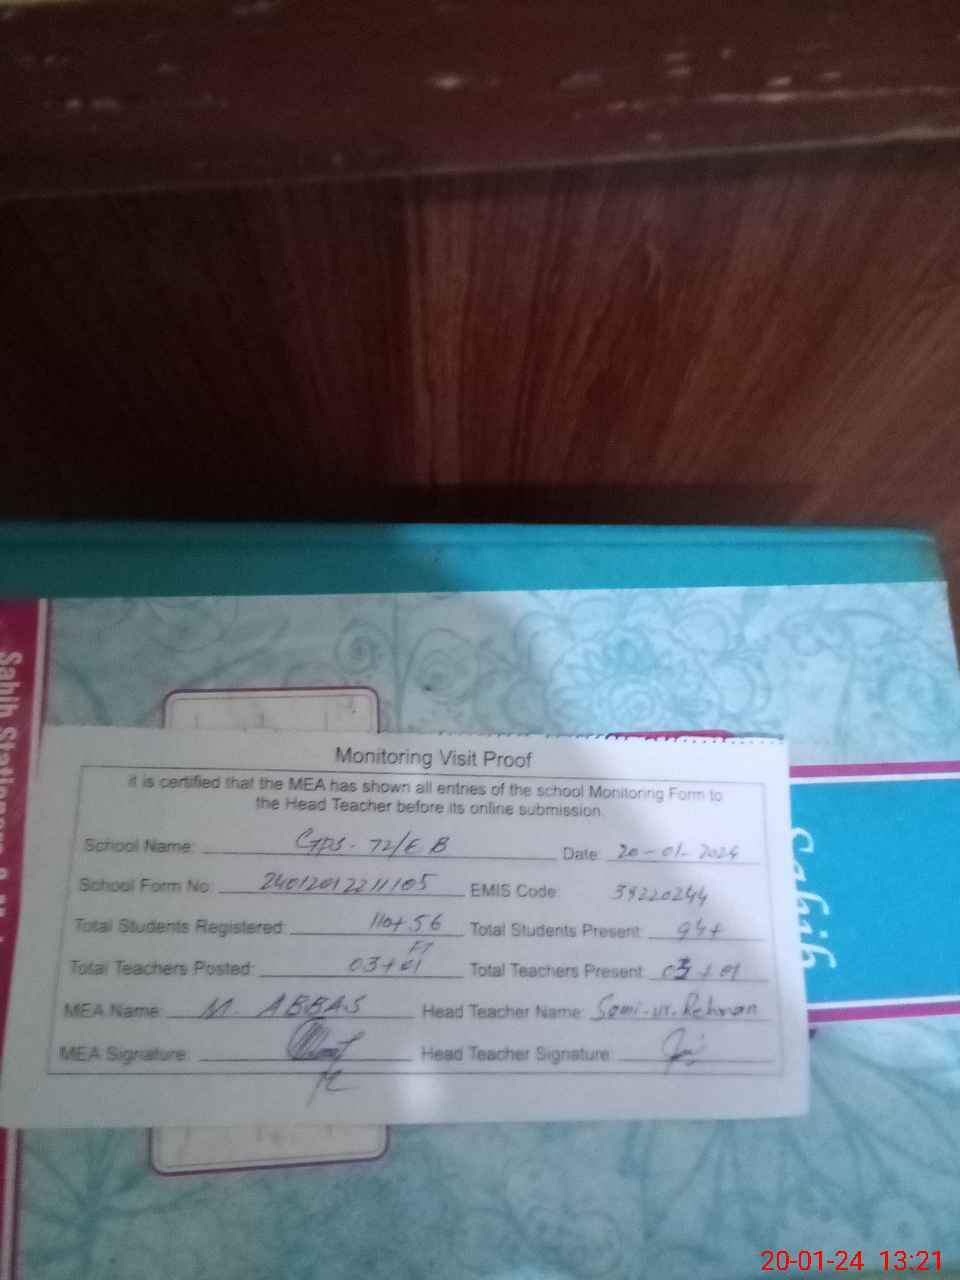 Monitoring Visit Proof
it is certified that the MEA has shown all entries of the school Monitoring Form to
the Head Teacher before its online submission.
School Name: GPS- 72/E B Date: 20-01-2024
School Form No: 24012012211105 EMIS Code: 38220244
Total Students Registered: 110+56 Total Students Present: 94+
Total Teachers Posted: 03+01 Total Teachers Present: 03+01
MEA Name: M. ABBAS Head Teacher Name: Sami-ur-Rehman
MEA Signature: Head Teacher Signature:
Sahih
20-01-24 13:21